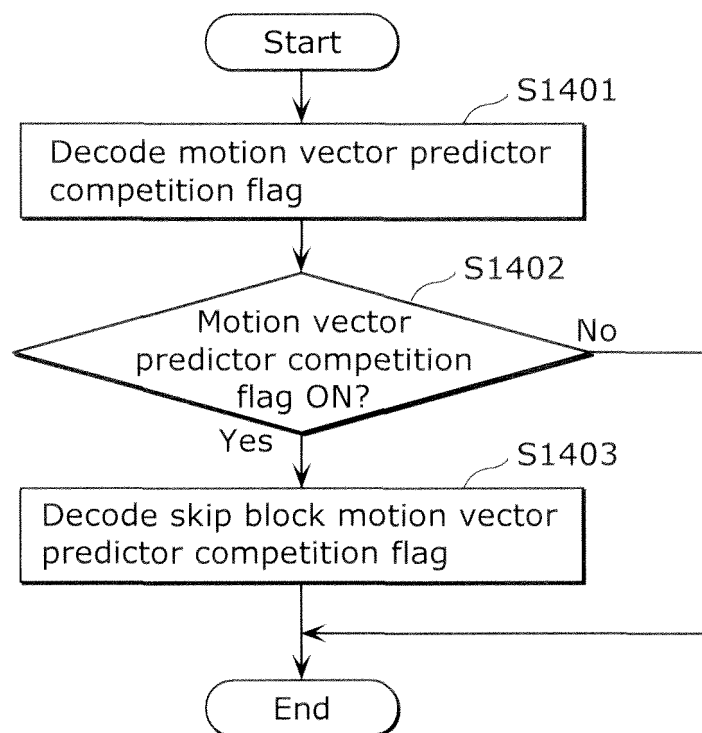 Start
S1401
Decode motion vector predictor
competition flag
S1402
Motion vector
predictor competition
flag ON?
No
Yes
S1403
Decode skip block motion vector
predictor competition flag
End